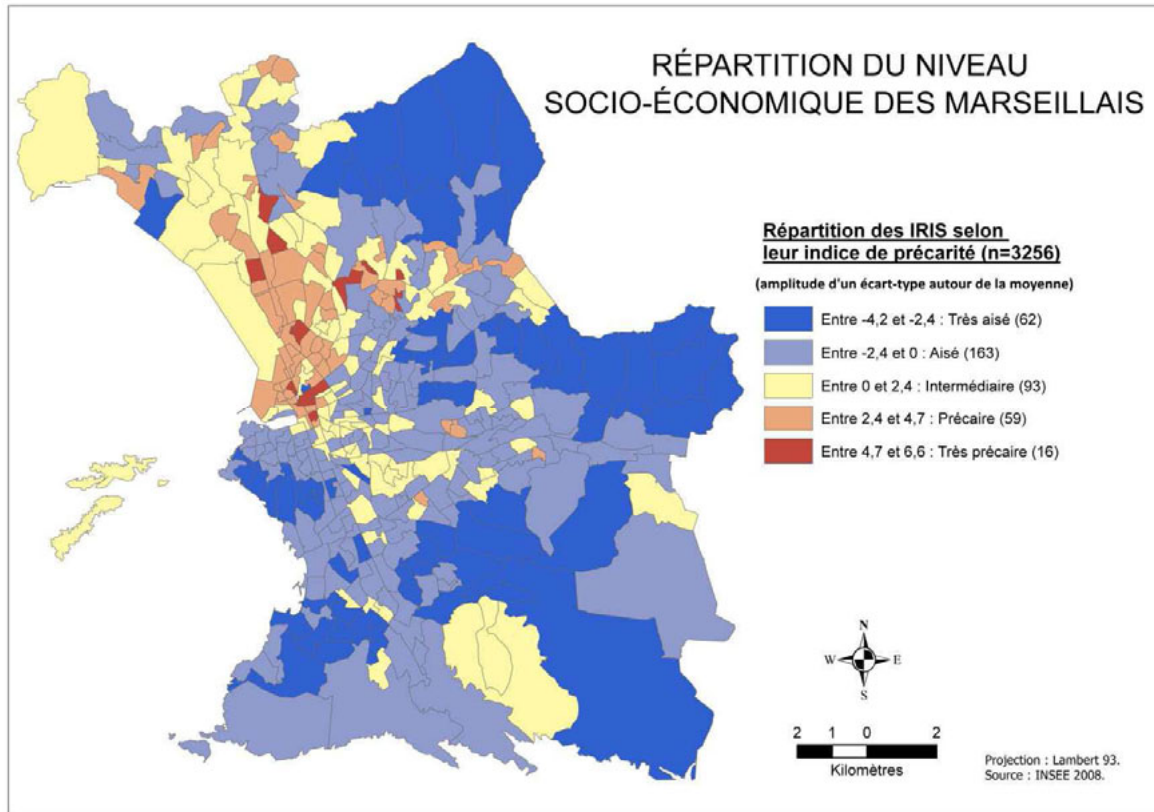 RÉPARTITION DU NIVEAU
SOCIO-ÉCONOMIQUE DES MARSEILLAIS
Répartition des IRIS selon
leur indice de précarité (n=3256)
(amplitude d'un écart-type autour de la moyenne)
Entre -4,2 et -2,4 : Très aisé (62)
Entre -2,4 et 0 : Aisé (163)
Entre 0 et 2,4 : Intermédiaire (93)
Entre 2,4 et 4,7 : Précaire (59)
Entre 4,7 et 6,6 : Très précaire (16)
N
W E
S
2 1 0 2
Kilomètres
Projection : Lambert 93.
Source : INSEE 2008.